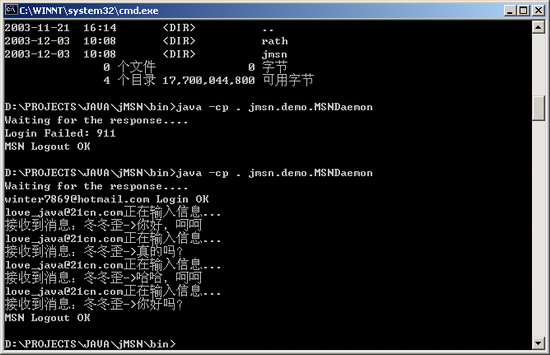 C:\WINNT\system32\cmd.exe
2003-11-21  16:14       <DIR>          ..
2003-12-03  10:08       <DIR>          rath
2003-12-03  10:08       <DIR>          jmsn
               0 个文件              0 字节
               4 个目录 17,700,044,800 可用字节
D:\PROJECTS\JAVA\jMSN\bin>java -cp . jmsn.demo.MSNDaemon
Waiting for the response....
Login Failed: 911
MSN Logout OK
D:\PROJECTS\JAVA\jMSN\bin>java -cp . jmsn.demo.MSNDaemon
Waiting for the response....
winter7869@hotmail.com Login OK
love_java@21cn.com正在输入信息...
接收到消息：冬冬歪->你好，呵呵
love_java@21cn.com正在输入信息...
接收到消息：冬冬歪->真的吗？
love_java@21cn.com正在输入信息...
接收到消息：冬冬歪->哈哈，呵呵
love_java@21cn.com正在输入信息...
接收到消息：冬冬歪->你好吗？
MSN Logout OK
D:\PROJECTS\JAVA\jMSN\bin>